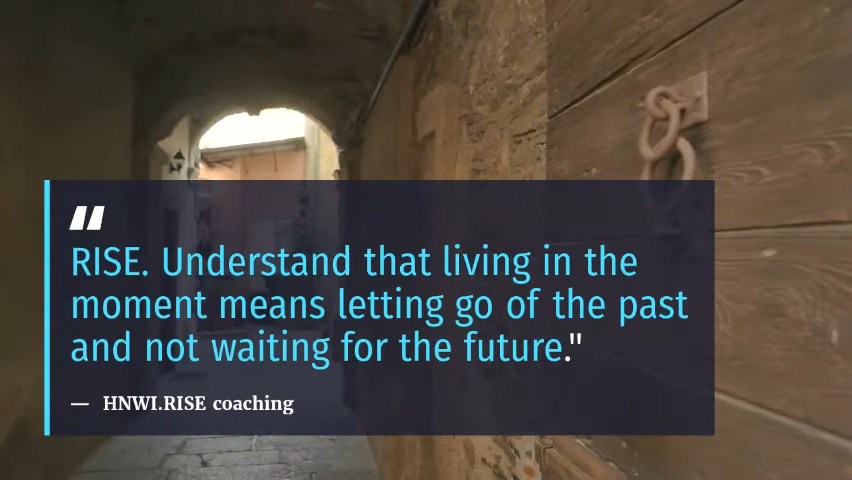 “
RISE. Understand that living in the
moment means letting go of the past
and not waiting for the future."
— HNWI.RISE coaching